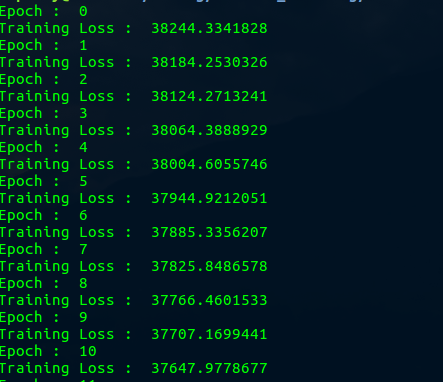 Epoch :  0
Training Loss :  38244.3341828
Epoch :  1
Training Loss :  38184.2530326
Epoch :  2
Training Loss :  38124.2713241
Epoch :  3
Training Loss :  38064.3888929
Epoch :  4
Training Loss :  38004.6055746
Epoch :  5
Training Loss :  37944.9212051
Epoch :  6
Training Loss :  37885.3356207
Epoch :  7
Training Loss :  37825.8486578
Epoch :  8
Training Loss :  37766.4601533
Epoch :  9
Training Loss :  37707.1699441
Epoch :  10
Training Loss :  37647.9778677